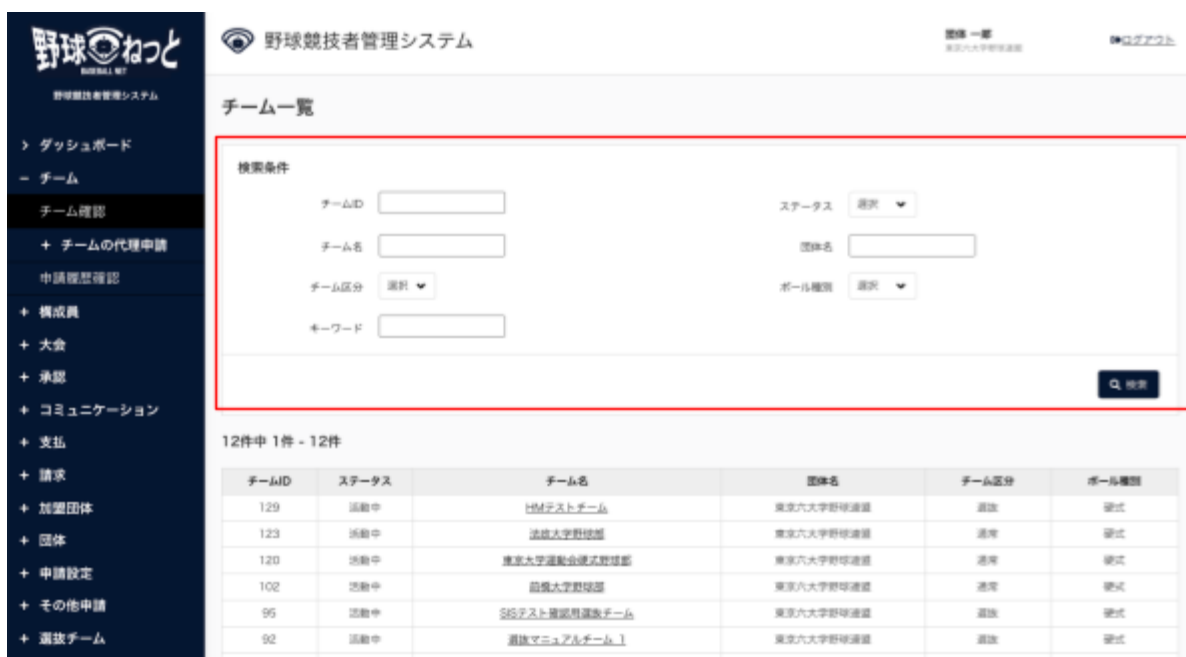 野球ねっと
BASEBALL NET
野球競技者管理システム
野球競技者管理システム
団体 一郎
東京六大学野球連盟
ログアウト
> ダッシュボード
- チーム
チーム確認
+ チームの代理申請
申請履歴確認
+ 構成員
+ 大会
+ 承認
+ コミュニケーション
+ 支払
+ 請求
+ 加盟団体
+ 団体
+ 申請設定
+ その他申請
+ 選抜チーム
チーム一覧
検索条件
チームID
ステータス 選択
チーム名
団体名
チーム区分 選択
ボール種別 選択
キーワード
検索
12件中 1件 - 12件
チームID ステータス チーム名 団体名 チーム区分 ボール種別
129 活動中 HMテストチーム 東京六大学野球連盟 選抜 硬式
123 活動中 法政大学野球部 東京六大学野球連盟 通常 硬式
120 活動中 東京大学運動会硬式野球部 東京六大学野球連盟 通常 硬式
102 活動中 前橋大学野球部 東京六大学野球連盟 通常 硬式
95 活動中 SISテスト確認用選抜チーム 東京六大学野球連盟 選抜 硬式
92 活動中 選抜マニュアルチーム 1 東京六大学野球連盟 選抜 硬式